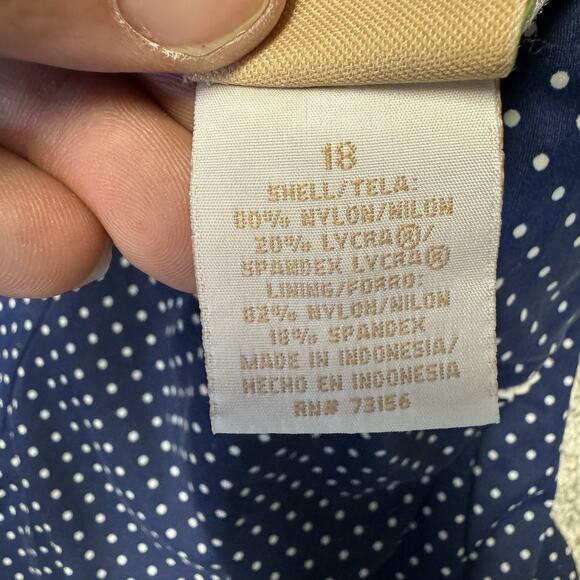 18
SHELL/TELA:
80% NYLON/NILON
20% LYCRA®/
SPANDEX LYCRA®
LINING/FORRO:
82% NYLON/NILON
18% SPANDEX
MADE IN INDONESIA/
HECHO EN INDONESIA
RN# 73156